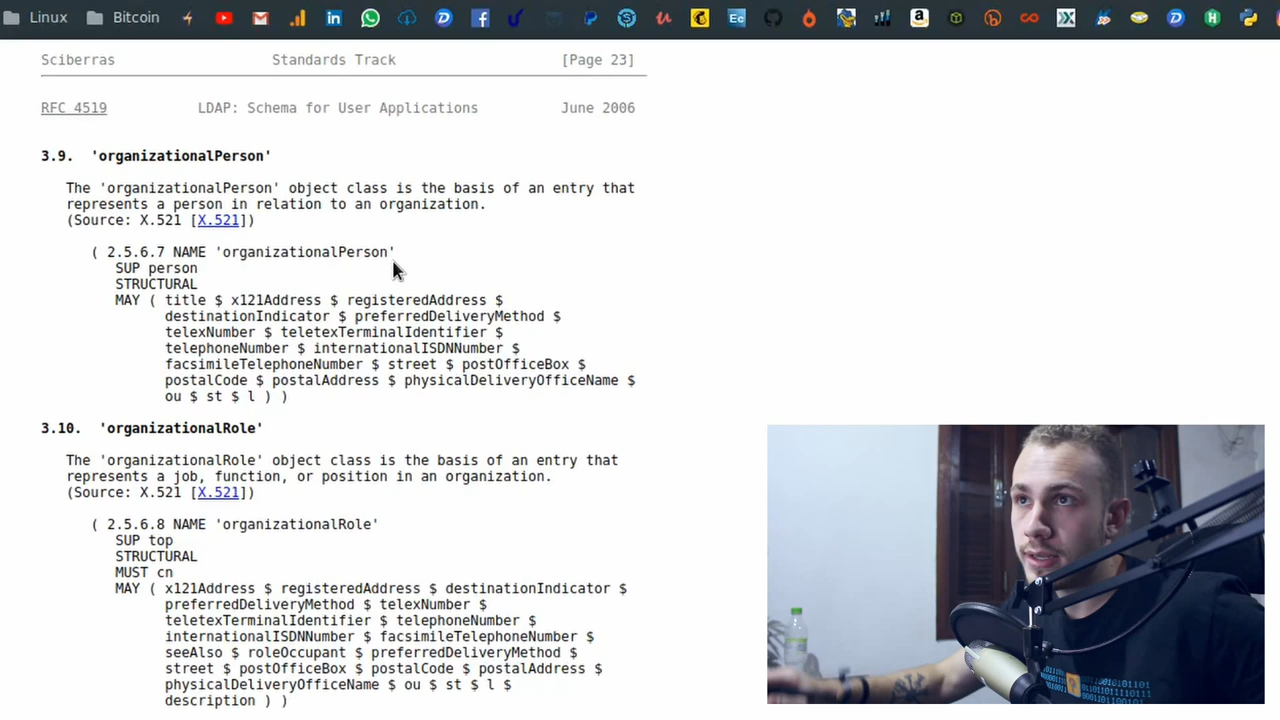 Linux Bitcoin
Sciberras Standards Track [Page 23]
RFC 4519 LDAP: Schema for User Applications June 2006
3.9. 'organizationalPerson'
The 'organizationalPerson' object class is the basis of an entry that
represents a person in relation to an organization.
(Source: X.521 [X.521])
( 2.5.6.7 NAME 'organizationalPerson'
SUP person
STRUCTURAL
MAY ( title $ x121Address $ registeredAddress $
destinationIndicator $ preferredDeliveryMethod $
telexNumber $ teletexTerminalIdentifier $
telephoneNumber $ internationalISDNNumber $
facsimileTelephoneNumber $ street $ postOfficeBox $
postalCode $ postalAddress $ physicalDeliveryOfficeName $
ou $ st $ l ) )
3.10. 'organizationalRole'
The 'organizationalRole' object class is the basis of an entry that
represents a job, function, or position in an organization.
(Source: X.521 [X.521])
( 2.5.6.8 NAME 'organizationalRole'
SUP top
STRUCTURAL
MUST cn
MAY ( x121Address $ registeredAddress $ destinationIndicator $
preferredDeliveryMethod $ telexNumber $
teletexTerminalIdentifier $ telephoneNumber $
internationalISDNNumber $ facsimileTelephoneNumber $
seeAlso $ roleOccupant $ preferredDeliveryMethod $
street $ postOfficeBox $ postalCode $ postalAddress $
physicalDeliveryOfficeName $ ou $ st $ l $
description ) )